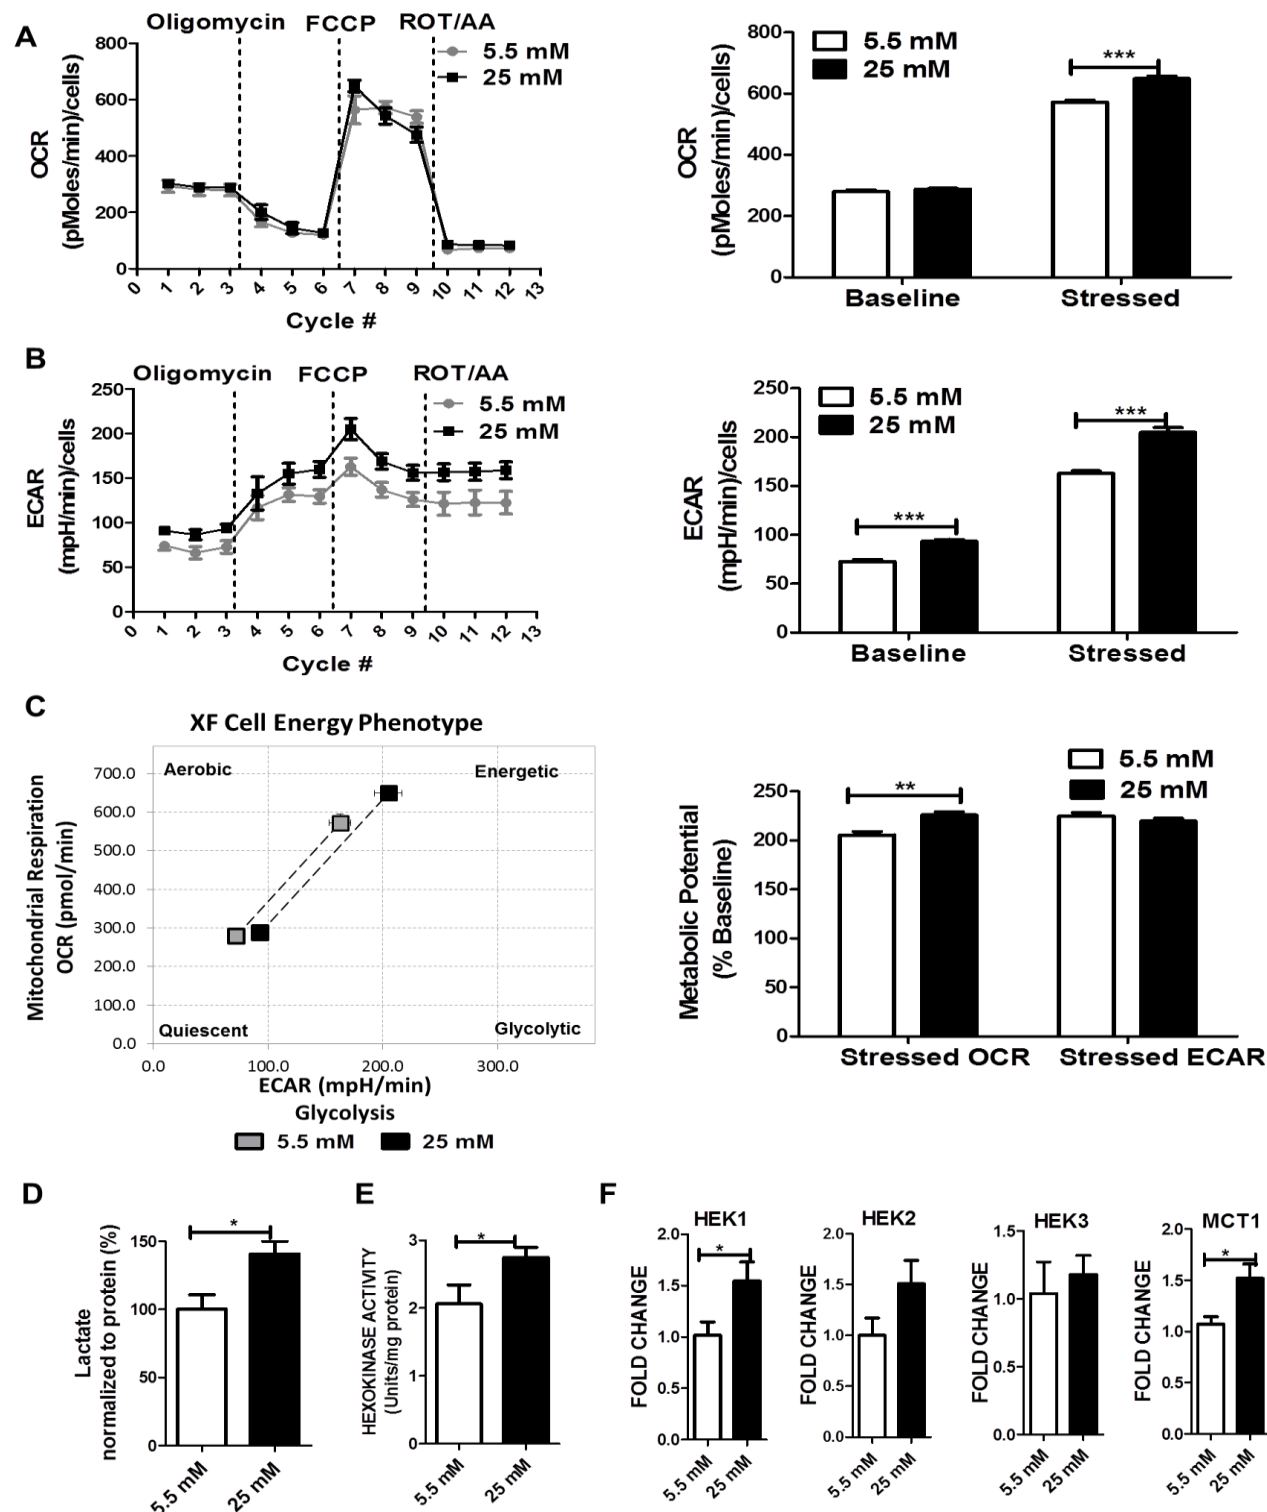 A
Oligomycin FCCP ROT/AA
5.5 mM
25 mM
OCR
(pMoles/min)/cells)
800
600
400
200
0
0 1 2 3 4 5 6 7 8 9 10 11 12 13
Cycle #
5.5 mM
25 mM
***
OCR
(pMoles/min)/cells)
800
600
400
200
0
Baseline Stressed
B
Oligomycin FCCP ROT/AA
5.5 mM
25 mM
ECAR
(mpH/min)/cells
250
200
150
100
50
0
0 1 2 3 4 5 6 7 8 9 10 11 12 13
Cycle #
5.5 mM
25 mM
***
***
ECAR
(mpH/min)/cells
250
200
150
100
50
0
Baseline Stressed
C
XF Cell Energy Phenotype
Mitochondrial Respiration
OCR (pmol/min)
Aerobic Energetic
700.0
600.0
500.0
400.0
300.0
200.0
100.0
0.0
Quiescent Glycolytic
0.0 100.0 200.0 300.0
ECAR (mpH/min)
Glycolysis
5.5 mM 25 mM
5.5 mM
25 mM
**
Metabolic Potential
(% Baseline)
250
200
150
100
50
0
Stressed OCR Stressed ECAR
D
Lactate
normalized to protein (%)
150
100
50
0
*
5.5 mM 25 mM
E
HEXOKINASE ACTIVITY
(Units/mg protein)
3
2
1
0
*
5.5 mM 25 mM
F
HEK1
FOLD CHANGE
2.0
1.5
1.0
0.5
0.0
*
5.5 mM 25 mM
HEK2
FOLD CHANGE
2.0
1.5
1.0
0.5
0.0
5.5 mM 25 mM
HEK3
FOLD CHANGE
1.5
1.0
0.5
0.0
5.5 mM 25 mM
MCT1
FOLD CHANGE
2.0
1.5
1.0
0.5
0.0
*
5.5 mM 25 mM